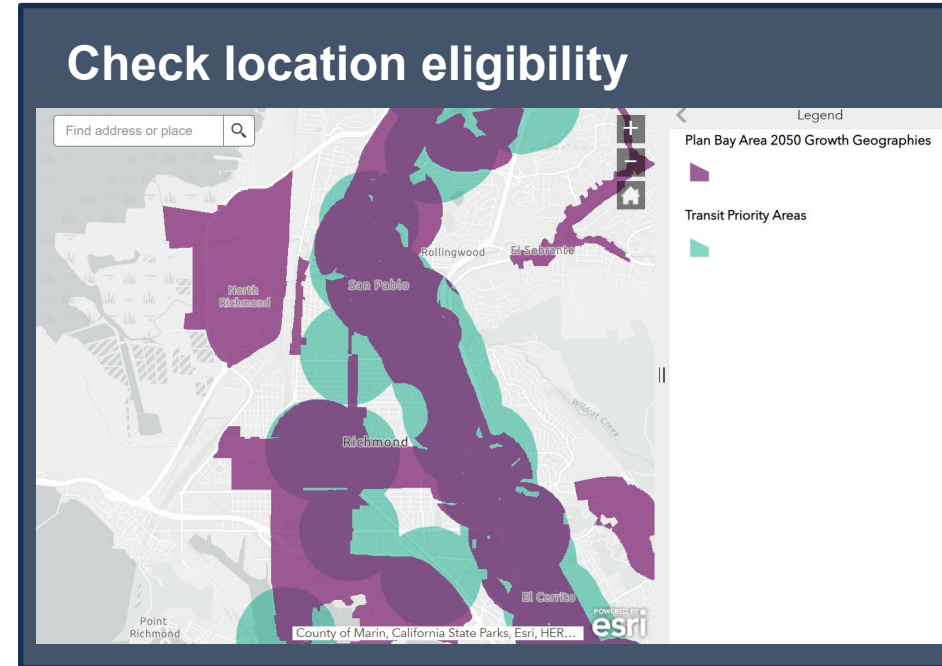 Check location eligibility
Find address or place
+
−
Legend
Plan Bay Area 2050 Growth Geographies
Transit Priority Areas
Rollingwood
El Sobrante
North
Richmond
San Pablo
Wildcat Creek
Richmond
El Cerrito
Point
Richmond
County of Marin, California State Parks, Esri, HER...
POWERED BY
esri